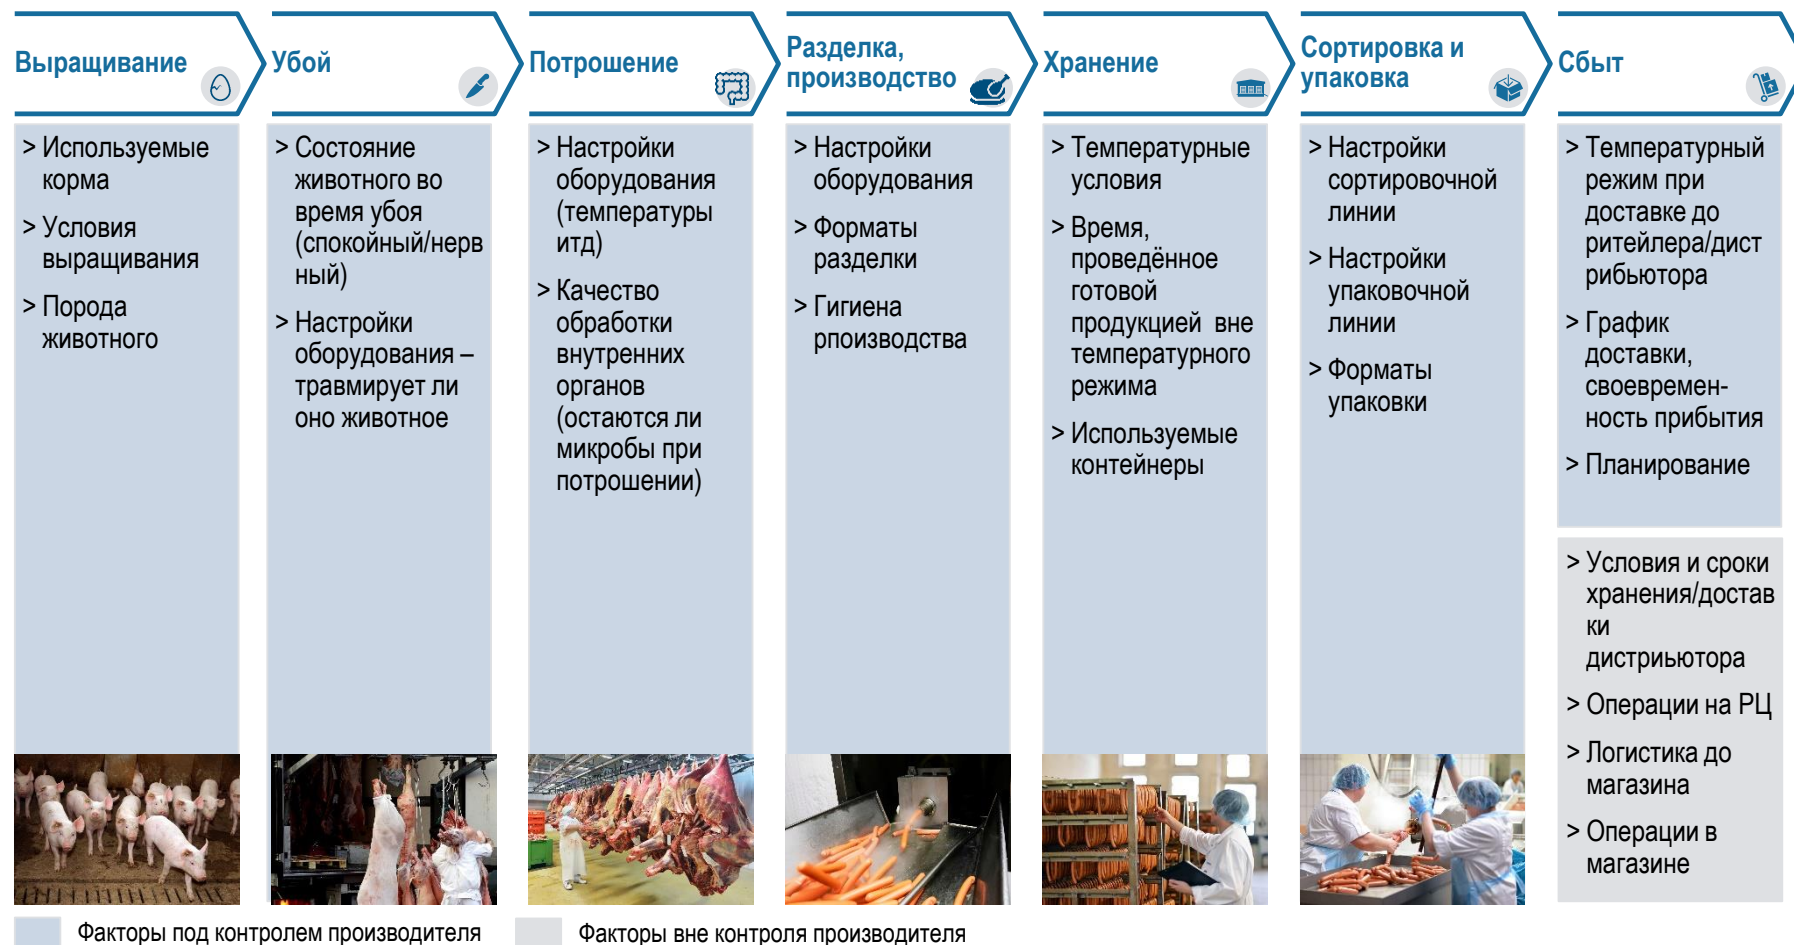 Выращивание
Убой
Потрошение
Разделка,
производство
Хранение
Сортировка и
упаковка
Сбыт
> Используемые
корма
> Условия
выращивания
> Порода
животного
> Состояние
животного во
время убоя
(спокойный/нерв
ный)
> Настройки
оборудования –
травмирует ли
оно животное
> Настройки
оборудования
(температуры
итд)
> Качество
обработки
внутренних
органов
(остаются ли
микробы при
потрошении)
> Настройки
оборудования
> Форматы
разделки
> Гигиена
рпоизводства
> Температурные
условия
> Время,
проведённое
готовой
продукцией вне
температурного
режима
> Используемые
контейнеры
> Настройки
сортировочной
линии
> Настройки
упаковочной
линии
> Форматы
упаковки
> Температурный
режим при
доставке до
ритейлера/дист
рибьютора
> График
доставки,
своевремен-
ность прибытия
> Планирование
> Условия и сроки
хранения/достав
ки
дистриьютора
> Операции на РЦ
> Логистика до
магазина
> Операции в
магазине
Факторы под контролем производителя
Факторы вне контроля производителя